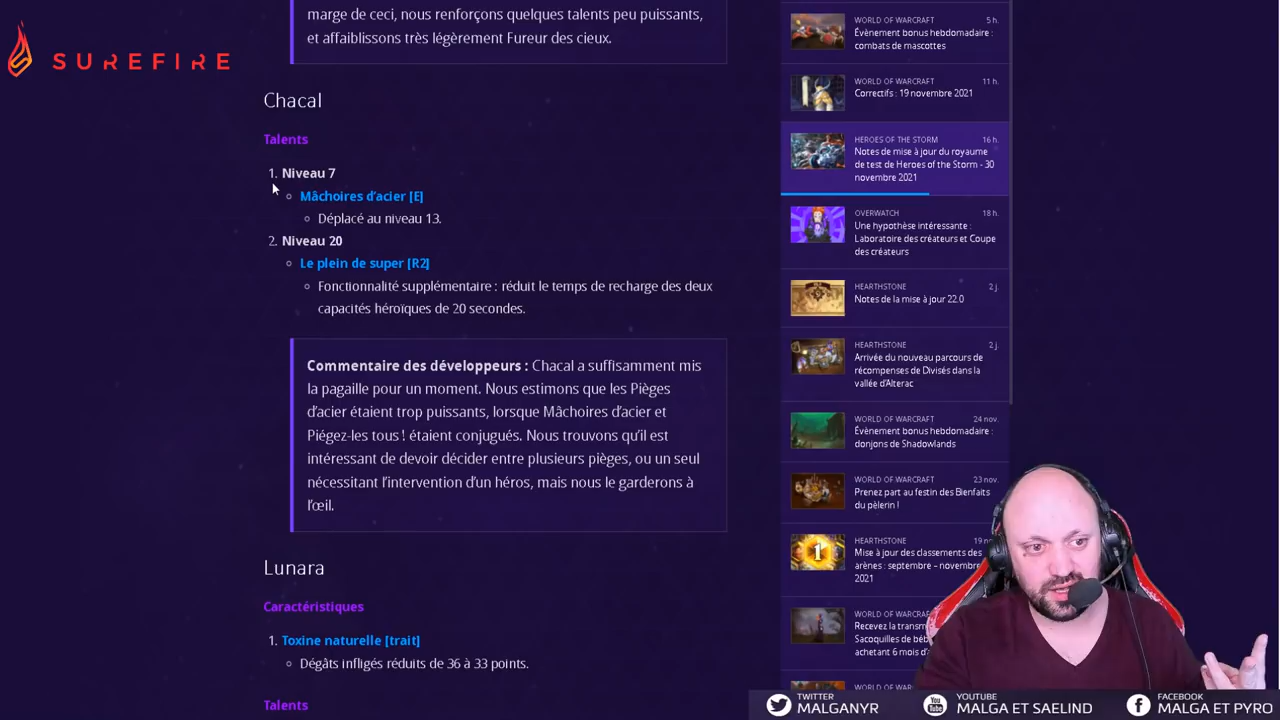 SUREFIRE
marge de ceci, nous renforçons quelques talents peu puissants,
et affaiblissons très légèrement Fureur des cieux.
Chacal
Talents
1. Niveau 7
Mâchoires d'acier [E]
Déplacé au niveau 13.
2. Niveau 20
Le plein de super [R2]
Fonctionnalité supplémentaire : réduit le temps de recharge des deux
capacités héroïques de 20 secondes.
Commentaire des développeurs : Chacal a suffisamment mis
la pagaille pour un moment. Nous estimons que les Pièges
d'acier étaient trop puissants, lorsque Mâchoires d'acier et
Piégez-les tous ! étaient conjugués. Nous trouvons qu'il est
intéressant de devoir décider entre plusieurs pièges, ou un seul
nécessitant l'intervention d'un héros, mais nous le garderons à
l'œil.
Lunara
Caractéristiques
1. Toxine naturelle [trait]
Dégâts infligés réduits de 36 à 33 points.
Talents
WORLD OF WARCRAFT 5 h.
Évènement bonus hebdomadaire :
combats de mascottes
WORLD OF WARCRAFT 11 h.
Correctifs : 19 novembre 2021
HEROES OF THE STORM 16 h.
Notes de mise à jour du royaume
de test de Heroes of the Storm - 30
novembre 2021
OVERWATCH 18 h.
Une hypothèse intéressante :
Laboratoire des créateurs et Coupe
des créateurs
HEARTHSTONE 2 j.
Notes de la mise à jour 22.0
HEARTHSTONE 2 j.
Arrivée du nouveau parcours de
récompenses de Divisés dans la
vallée d'Alterac
WORLD OF WARCRAFT 24 nov.
Évènement bonus hebdomadaire :
donjons de Shadowlands
WORLD OF WARCRAFT 23 nov.
Prenez part au festin des Bienfaits
du pèlerin !
HEARTHSTONE 19
Mise à jour des classements des
arènes : septembre – novembre
2021
1
WORLD OF WARCRA
Recevez la
Sacoquilles de
achetant 6 mois
WORLD OF WAR
TWITTER
MALGANYR
YOUTUBE
MALGA ET SAELIND
FACEBOOK
MALGA ET PYRO